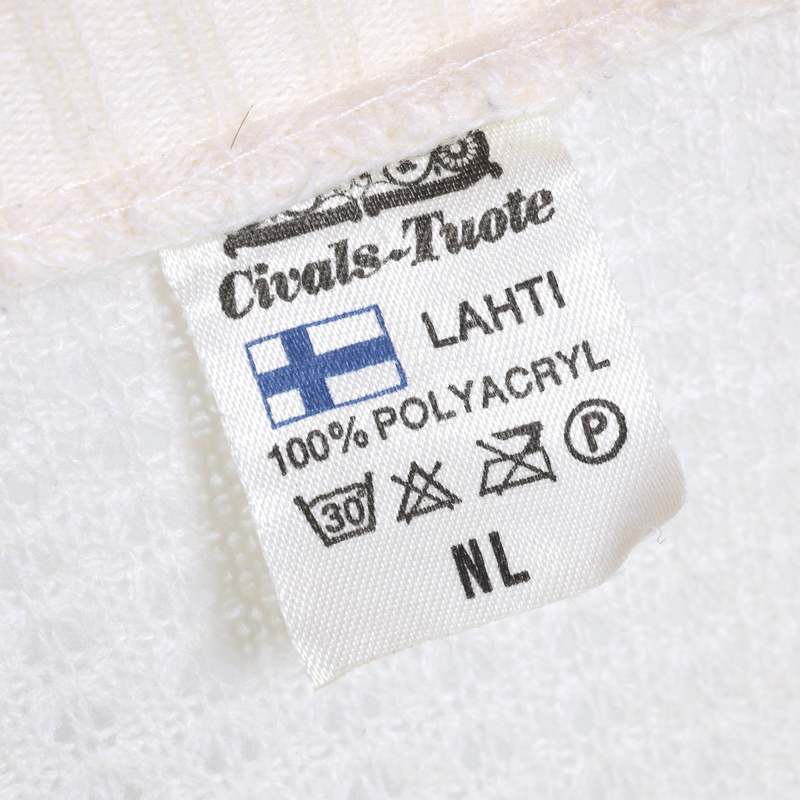 Civals-Tuote
LAHTI
100% POLYACRYL
30 P
NL